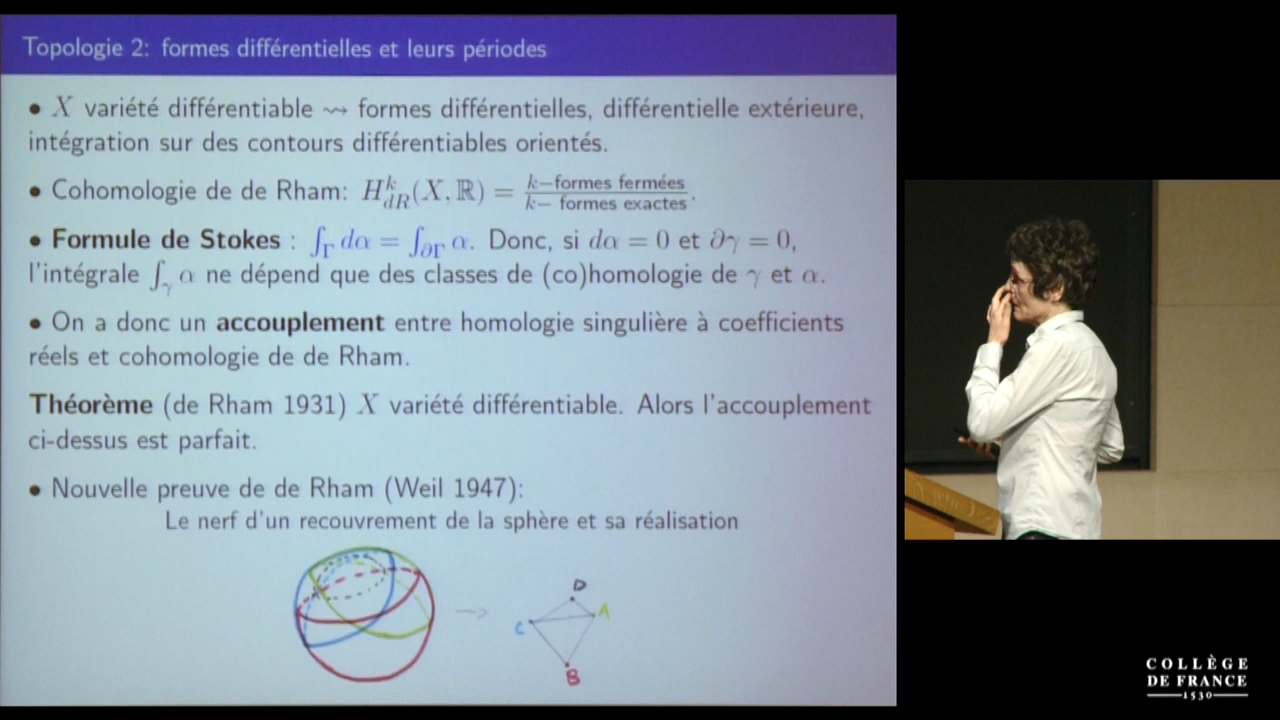 Topologie 2: formes différentielles et leurs périodes
• X variété différentiable ⇝ formes différentielles, différentielle extérieure,
intégration sur des contours différentiables orientés.
• Cohomologie de de Rham: H^k_{dR}(X, ℝ) = k−formes fermées / k− formes exactes.
• Formule de Stokes : ∫_Γ dα = ∫_{∂Γ} α. Donc, si dα = 0 et ∂γ = 0,
l'intégrale ∫_γ α ne dépend que des classes de (co)homologie de γ et α.
• On a donc un accouplement entre homologie singulière à coefficients
réels et cohomologie de de Rham.
Théorème (de Rham 1931) X variété différentiable. Alors l'accouplement
ci-dessus est parfait.
• Nouvelle preuve de de Rham (Weil 1947):
Le nerf d'un recouvrement de la sphère et sa réalisation
D
A
C
B
COLLÈGE
DE FRANCE
1530